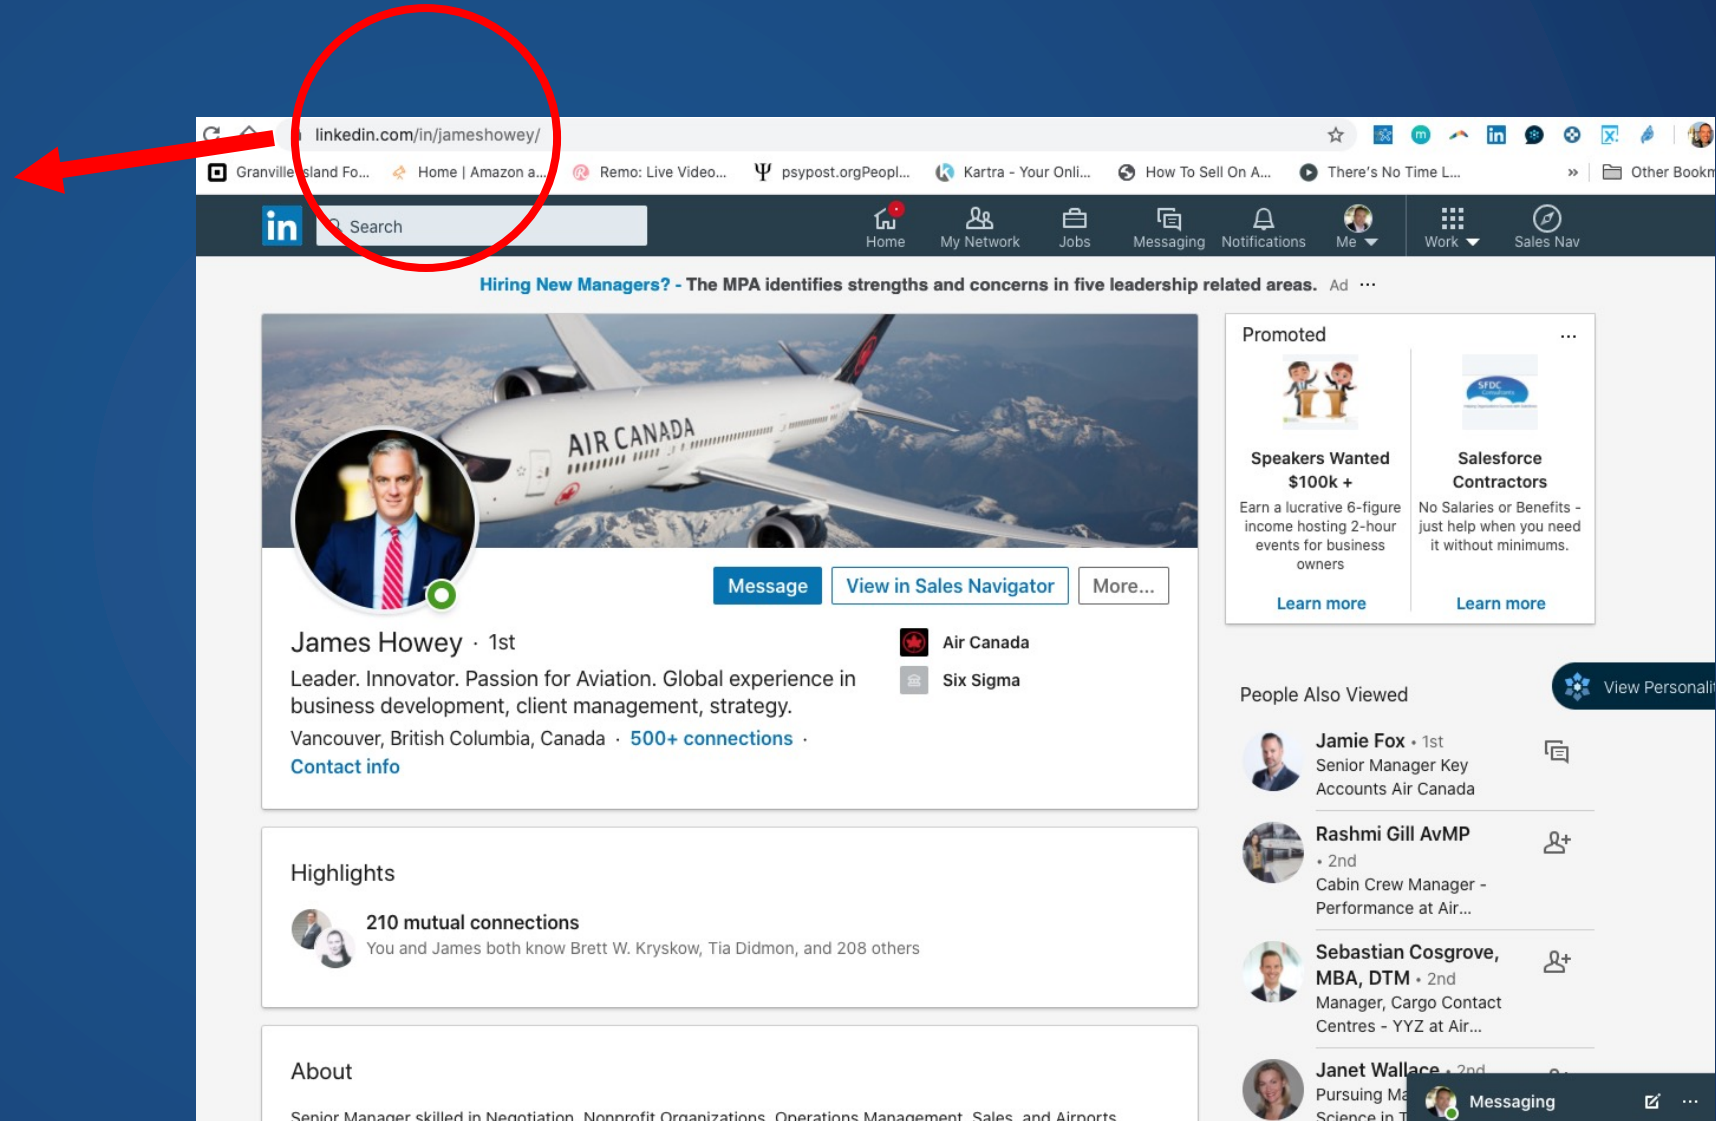 linkedin.com/in/jameshowey/
Granville Island Fo...
Home | Amazon a...
Remo: Live Video...
psypost.orgPeopl...
Kartra - Your Onli...
How To Sell On A...
There's No Time L...
»
Other Bookm
in
Search
Home
My Network
Jobs
Messaging
Notifications
Me
Work
Sales Nav
Hiring New Managers? - The MPA identifies strengths and concerns in five leadership related areas. Ad ...
AIR CANADA
Message
View in Sales Navigator
More...
James Howey · 1st
Leader. Innovator. Passion for Aviation. Global experience in
business development, client management, strategy.
Vancouver, British Columbia, Canada · 500+ connections ·
Contact info
Air Canada
Six Sigma
Highlights
210 mutual connections
You and James both know Brett W. Kryskow, Tia Didmon, and 208 others
About
Senior Manager skilled in Negotiation, Nonprofit Organizations, Operations Management, Sales, and Airports.
Promoted
...
Speakers Wanted
$100k +
Earn a lucrative 6-figure
income hosting 2-hour
events for business
owners
Learn more
SFDC
Salesforce
Contractors
No Salaries or Benefits -
just help when you need
it without minimums.
Learn more
People Also Viewed
View Personali
Jamie Fox • 1st
Senior Manager Key
Accounts Air Canada
Rashmi Gill AvMP
• 2nd
Cabin Crew Manager -
Performance at Air...
Sebastian Cosgrove,
MBA, DTM • 2nd
Manager, Cargo Contact
Centres - YYZ at Air...
Janet Wallace • 2nd
Pursuing Ma
Science in T
Messaging
...